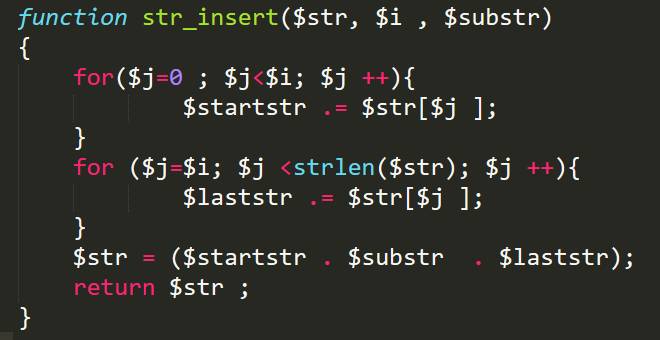 function str_insert($str, $i , $substr)
{
    for($j=0 ; $j<$i; $j ++){
            $startstr .= $str[$j ];
    }
    for ($j=$i; $j <strlen($str); $j ++){
            $laststr .= $str[$j ];
    }
    $str = ($startstr . $substr  . $laststr);
    return $str ;
}